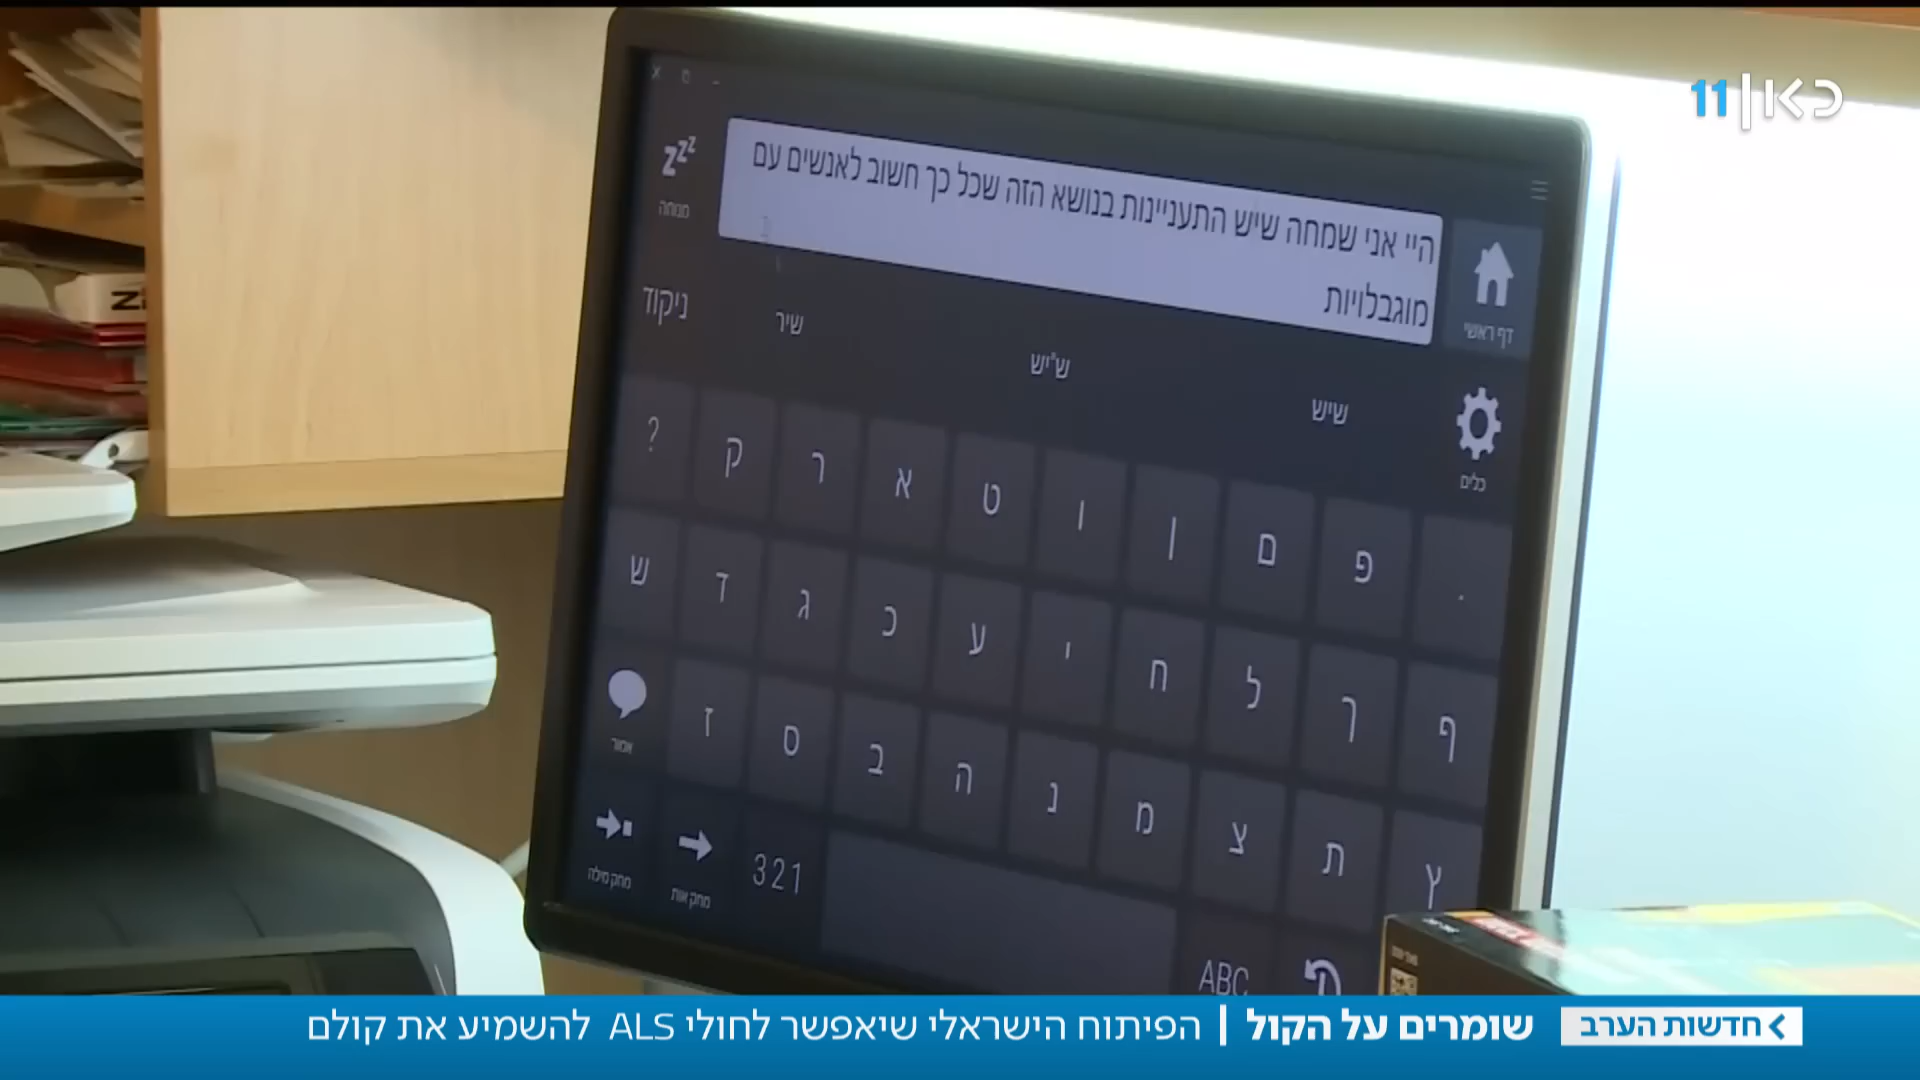 כאן 11
היי אני שמחה שיש התעניינות בנושא הזה שכל כך חשוב לאנשים עם
מוגבלויות
דף ראשי
מנוחה
שיש
ש"יש
שיר
ניקוד
כלים
. פ ם ן ו ט א ר ק ?
ף ך ל ח י ע כ ג ד ש
ץ ת צ מ נ ה ב ס ז
אמור
ABC
321
מחק אות
מחק מילה
חדשות הערב
שומרים על הקול | הפיתוח הישראלי שיאפשר לחולי ALS להשמיע את קולם